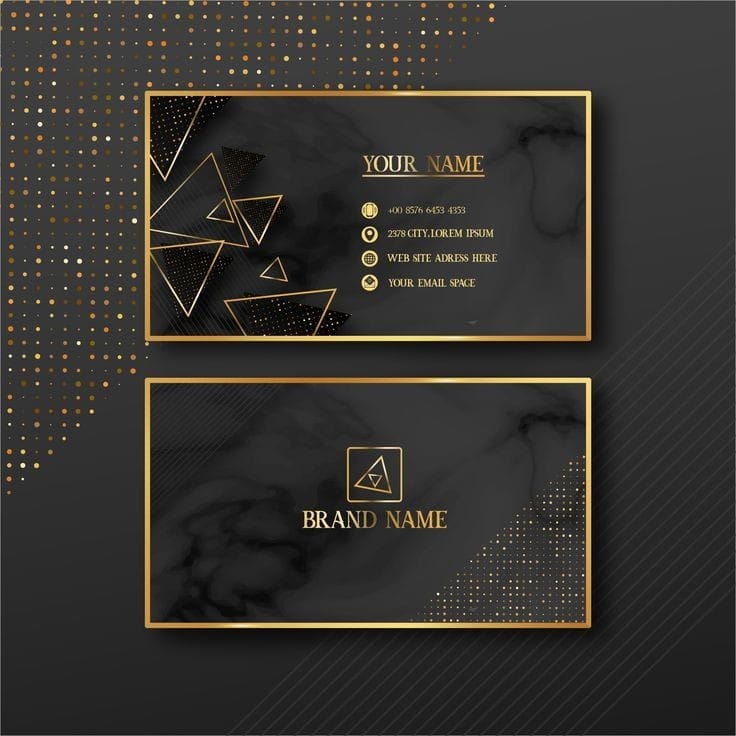 YOUR NAME
+00 8576 6453 4353
2378 CITY.LOREM IPSUM
WEB SITE ADRESS HERE
YOUR EMAIL SPACE
BRAND NAME